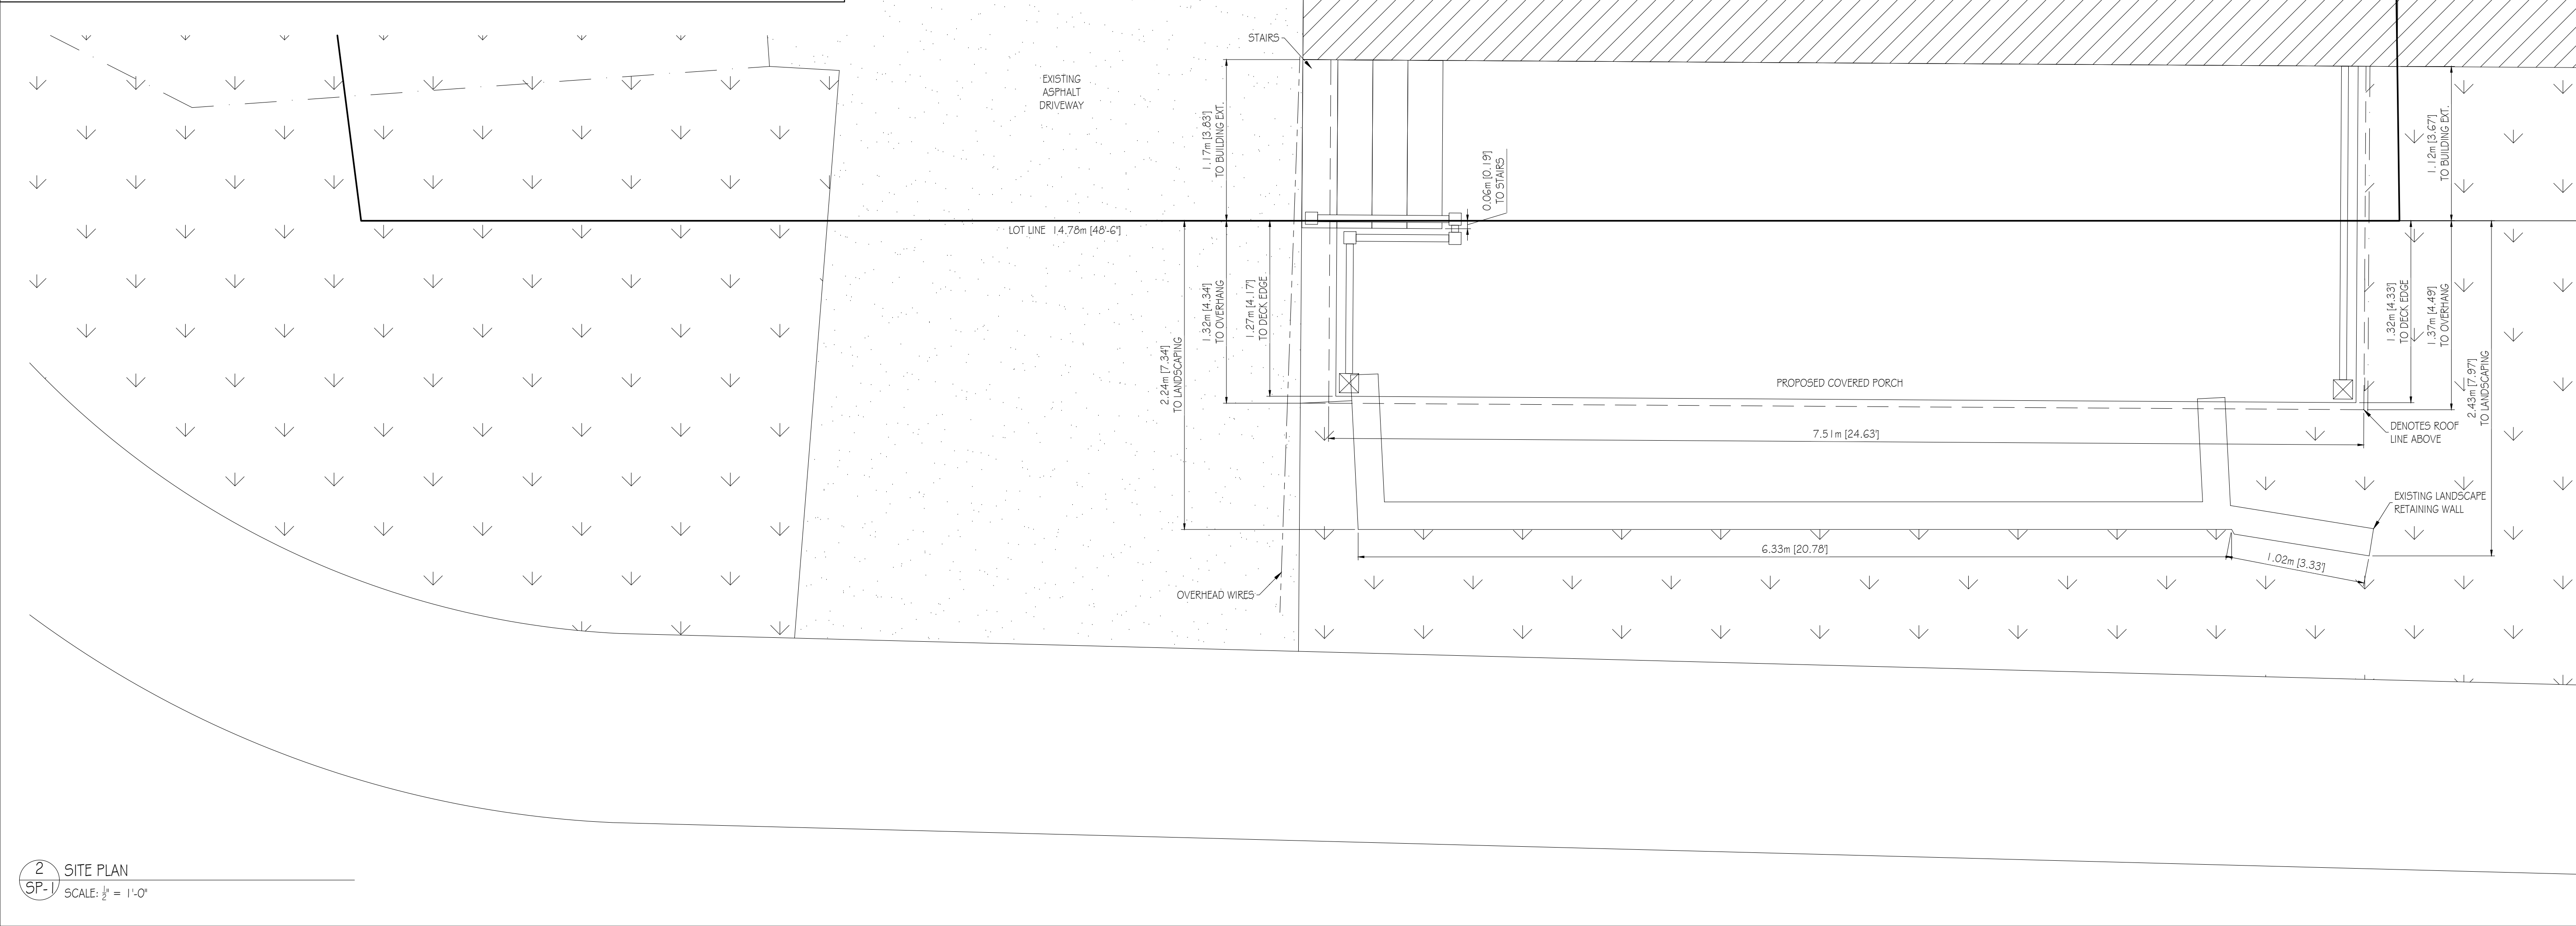 STAIRS
EXISTING
ASPHALT
DRIVEWAY
1.17m [3.83']
TO BUILDING EXT.
0.06m [0.19']
TO STAIRS
1.12m [3.67']
TO BUILDING EXT.
LOT LINE 14.78m [48'-6"]
2.24m [7.34']
TO LANDSCAPING
1.32m [4.34']
TO OVERHANG
1.27m [4.17']
TO DECK EDGE
1.32m [4.33']
TO DECK EDGE
1.37m [4.49']
TO OVERHANG
2.43m [7.97']
TO LANDSCAPING
PROPOSED COVERED PORCH
7.51m [24.63']
DENOTES ROOF
LINE ABOVE
EXISTING LANDSCAPE
RETAINING WALL
6.33m [20.78']
1.02m [3.33']
OVERHEAD WIRES
2
SP-1
SITE PLAN
SCALE: ½" = 1'-0"